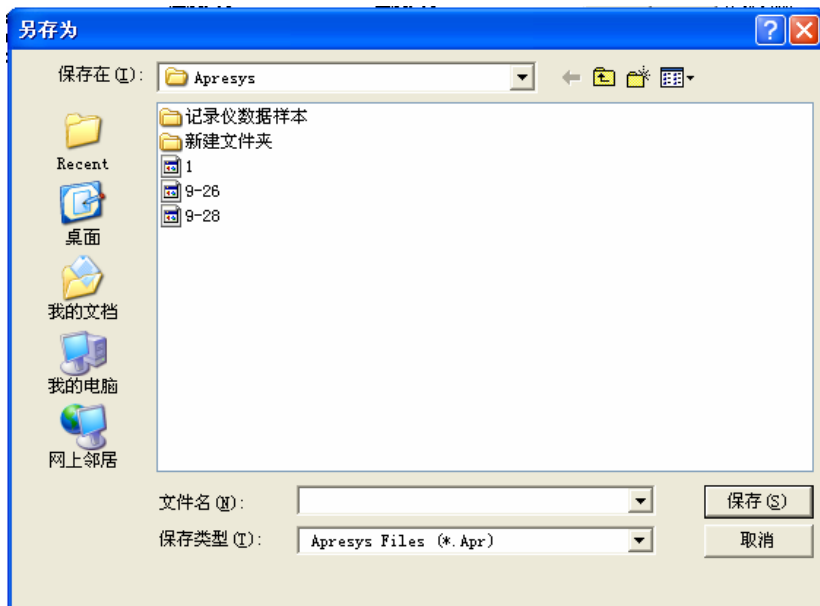 另存为
保存在(I):
Apresys
记录仪数据样本
新建文件夹
1
9-26
9-28
Recent
桌面
我的文档
我的电脑
网上邻居
文件名(N):
保存(S)
保存类型(T):
Apresys Files (*.Apr)
取消